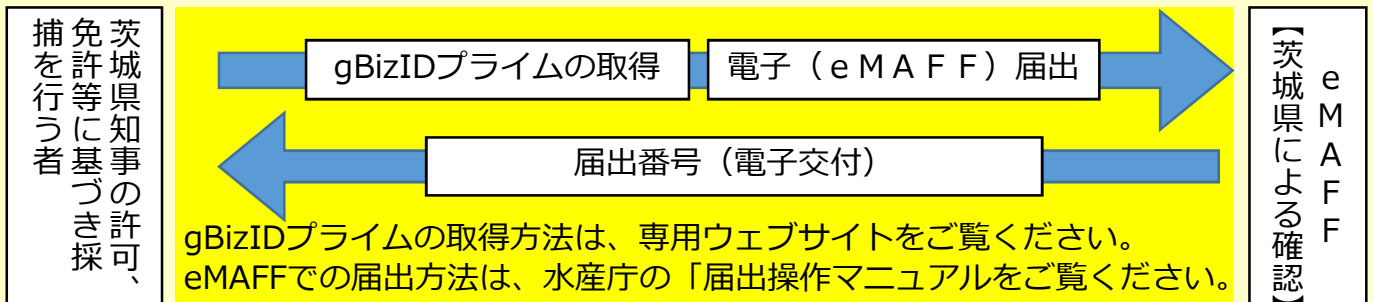 茨城県知事の許可、
免許等に基づき採
捕を行う者
gBizIDプライムの取得
電子（ｅＭＡＦＦ）届出
届出番号（電子交付）
gBizIDプライムの取得方法は、専用ウェブサイトをご覧ください。
eMAFFでの届出方法は、水産庁の「届出操作マニュアルをご覧ください。
ｅＭＡＦＦ
【茨城県による確認】